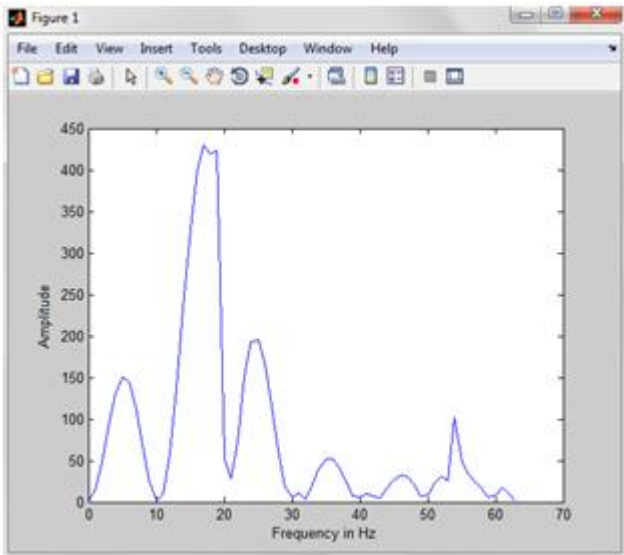 Figure 1
File Edit View Insert Tools Desktop Window Help
450
400
350
300
250
200
150
100
50
0
Amplitude
0 10 20 30 40 50 60 70
Frequency in Hz